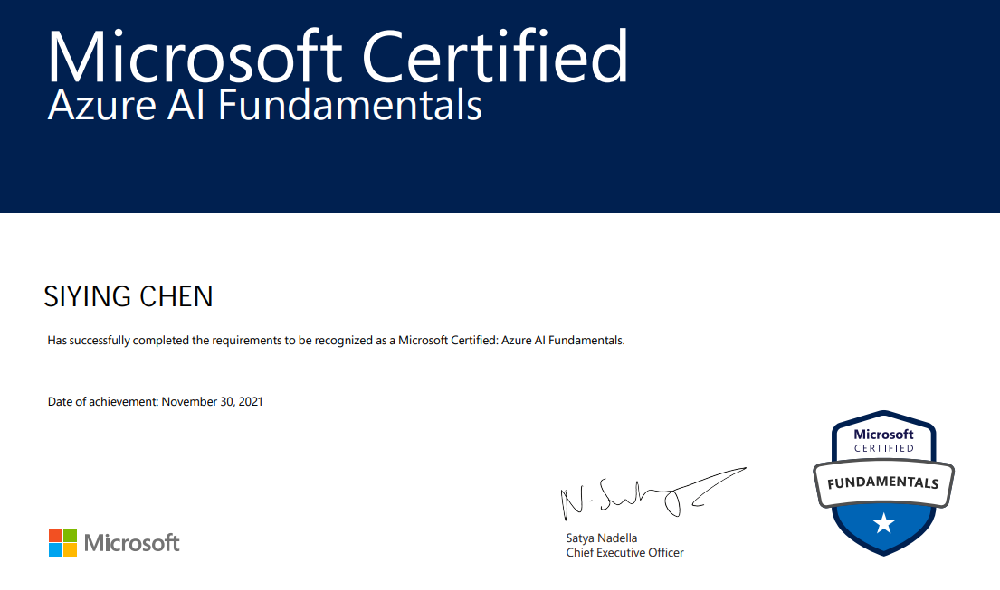 Microsoft Certified
Azure AI Fundamentals
SIYING CHEN
Has successfully completed the requirements to be recognized as a Microsoft Certified: Azure AI Fundamentals.
Date of achievement: November 30, 2021
N. Satya
Satya Nadella
Chief Executive Officer
Microsoft
Microsoft
CERTIFIED
FUNDAMENTALS